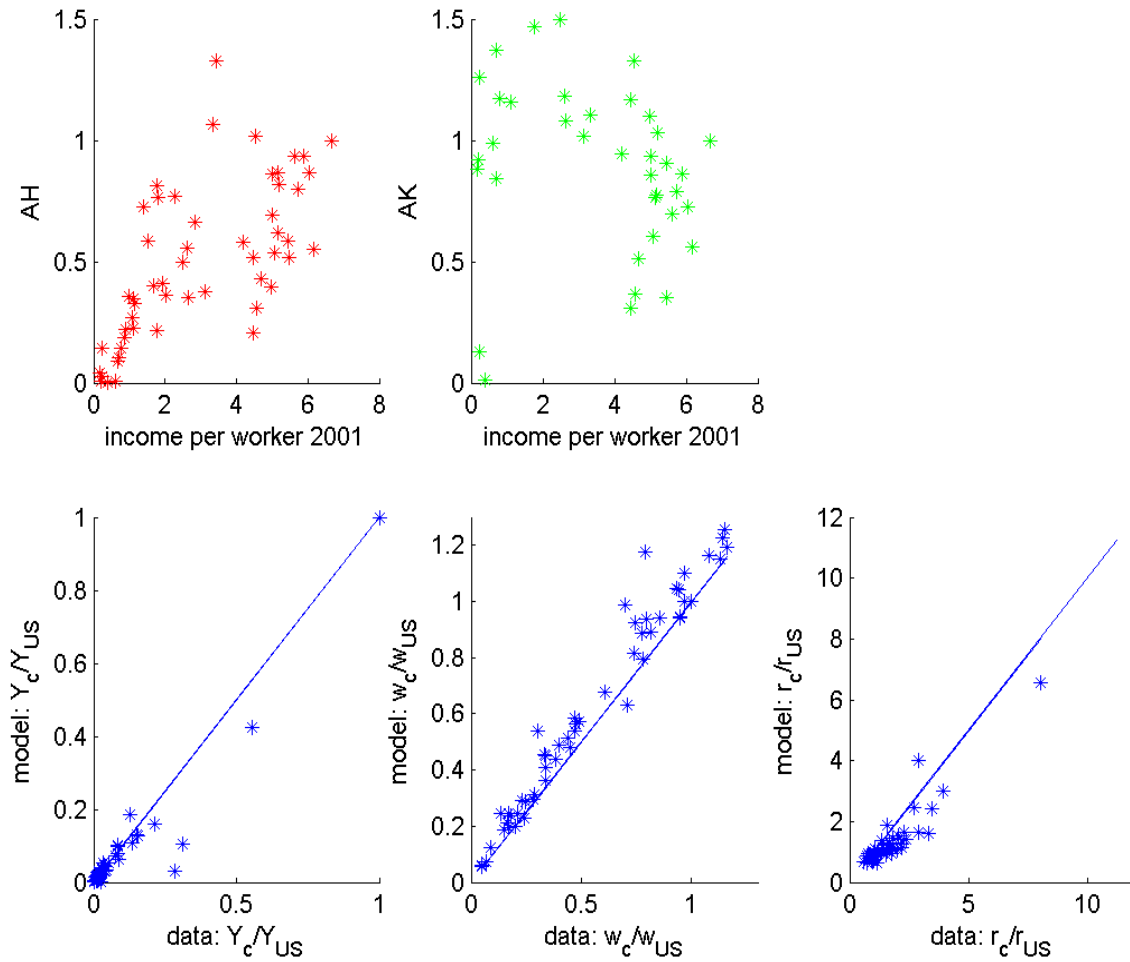 1.5
1
0.5
0
AH
0 2 4 6 8
income per worker 2001
1.5
1
0.5
0
AK
0 2 4 6 8
income per worker 2001
1
0.8
0.6
0.4
0.2
0
model: Y_c/Y_US
0 0.5 1
data: Y_c/Y_US
1.2
1
0.8
0.6
0.4
0.2
0
model: w_c/w_US
0 0.5 1
data: w_c/w_US
12
10
8
6
4
2
0
model: r_c/r_US
0 5 10
data: r_c/r_US